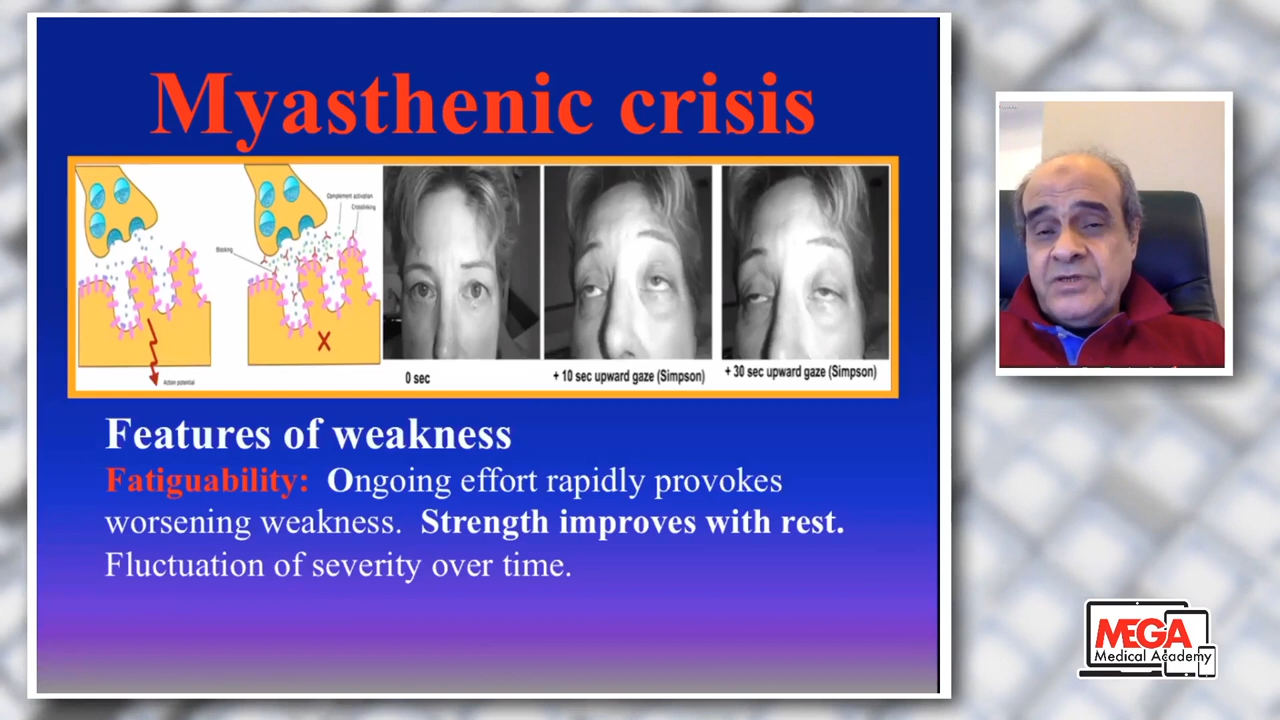 Myasthenic crisis
Complement activation
Crosslinking
Blocking
Action potential
0 sec
+ 10 sec upward gaze (Simpson)
+ 30 sec upward gaze (Simpson)
Features of weakness
Fatiguability: Ongoing effort rapidly provokes
worsening weakness. Strength improves with rest.
Fluctuation of severity over time.
MEGA
Medical Academy